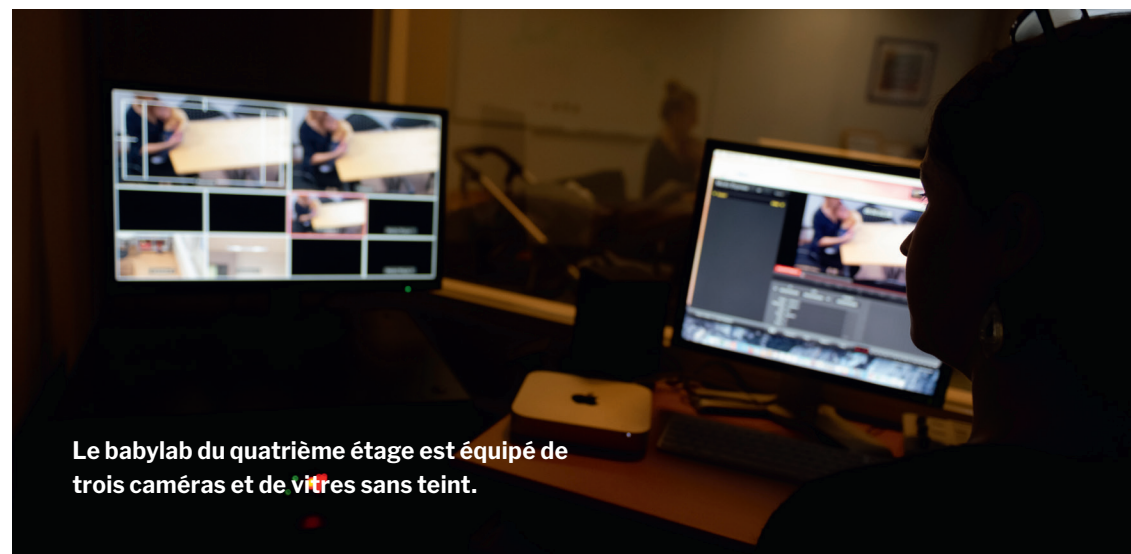 Le babylab du quatrième étage est équipé de
trois caméras et de vitres sans teint.